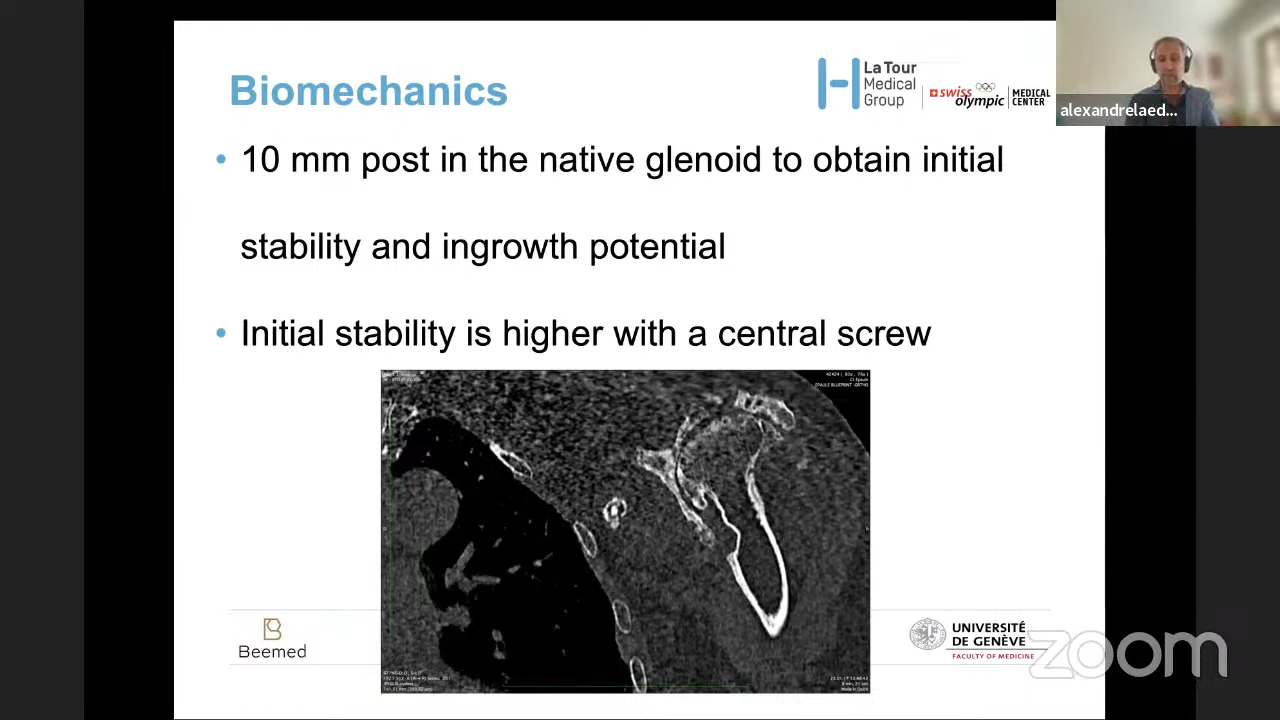 Biomechanics
La Tour
Medical
Group
swiss
olympic
MEDICAL
CENTER
alexandrelaed...
• 10 mm post in the native glenoid to obtain initial
stability and ingrowth potential
• Initial stability is higher with a central screw
Beemed
UNIVERSITÉ
DE GENÈVE
FACULTY OF MEDICINE
zoom